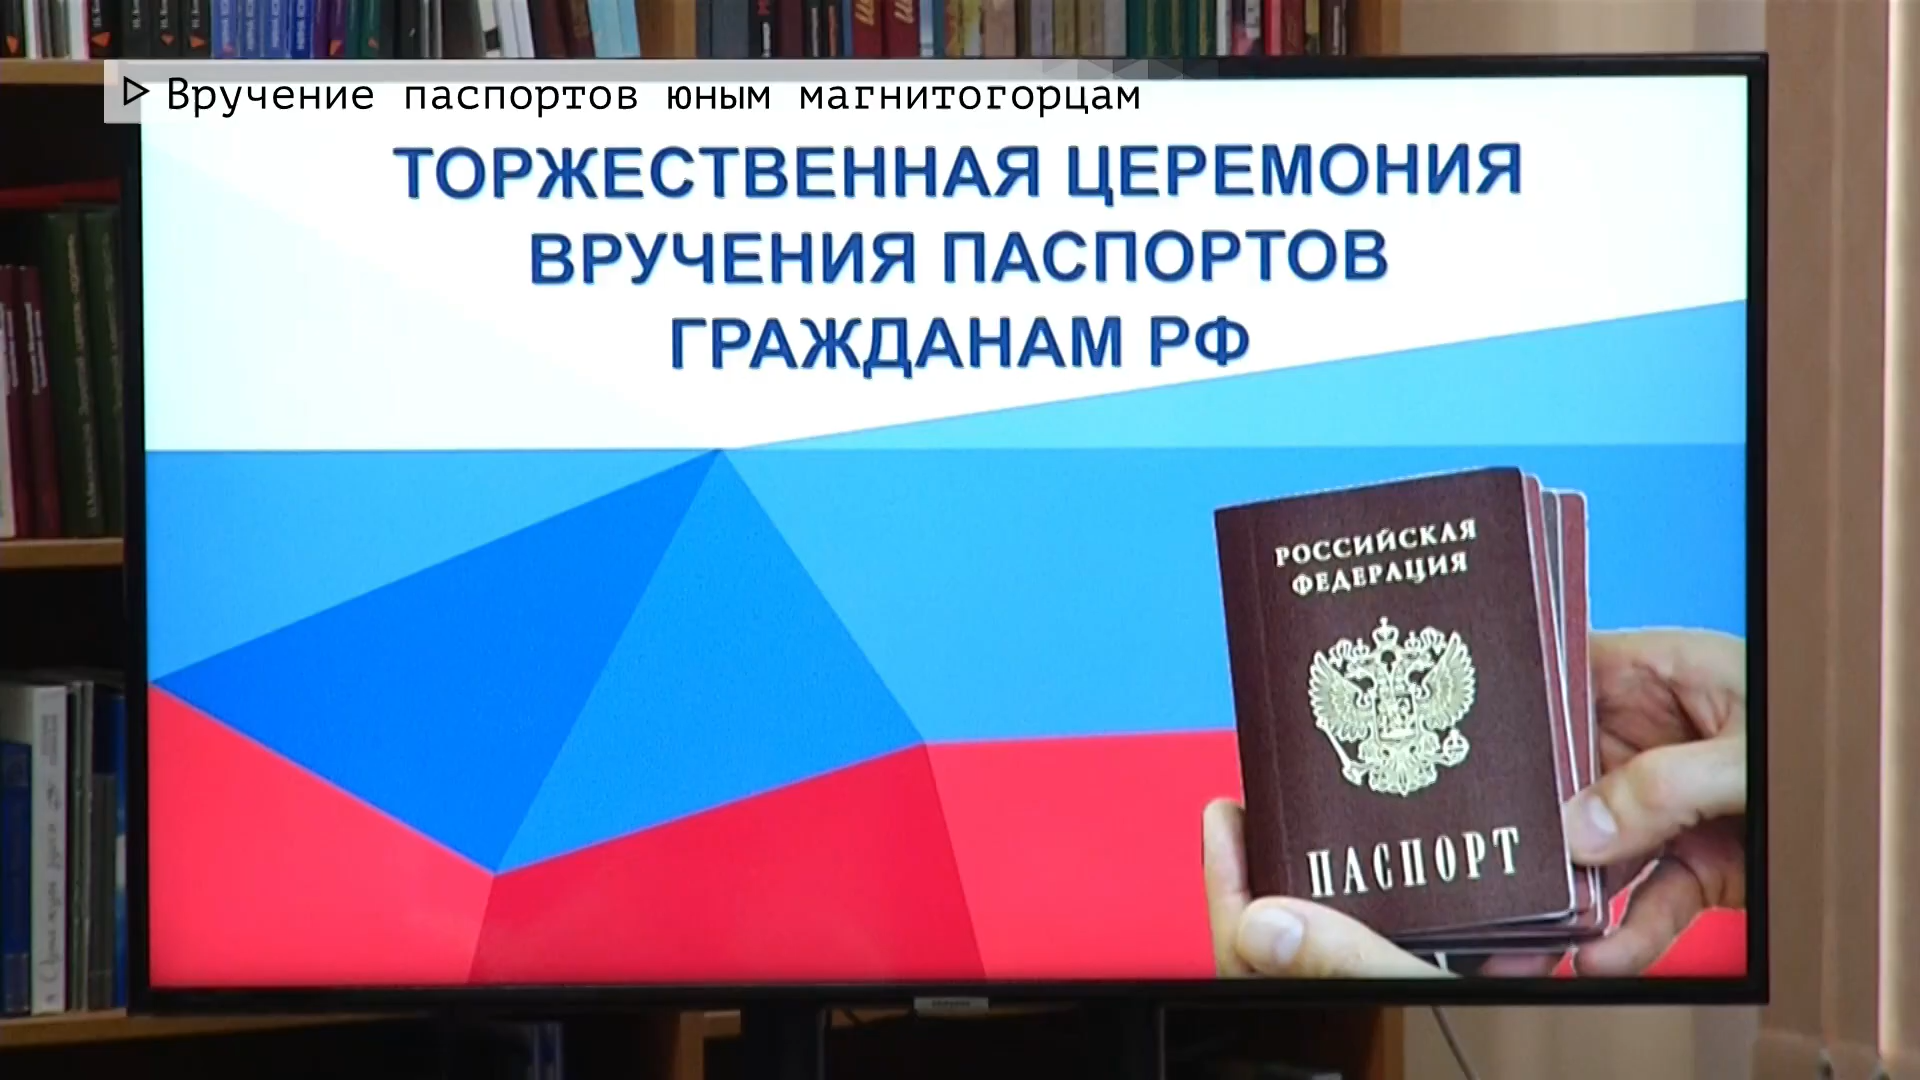 Вручение паспортов юным магнитогорцам
ТОРЖЕСТВЕННАЯ ЦЕРЕМОНИЯ
ВРУЧЕНИЯ ПАСПОРТОВ
ГРАЖДАНАМ РФ
РОССИЙСКАЯ
ФЕДЕРАЦИЯ
ПАСПОРТ